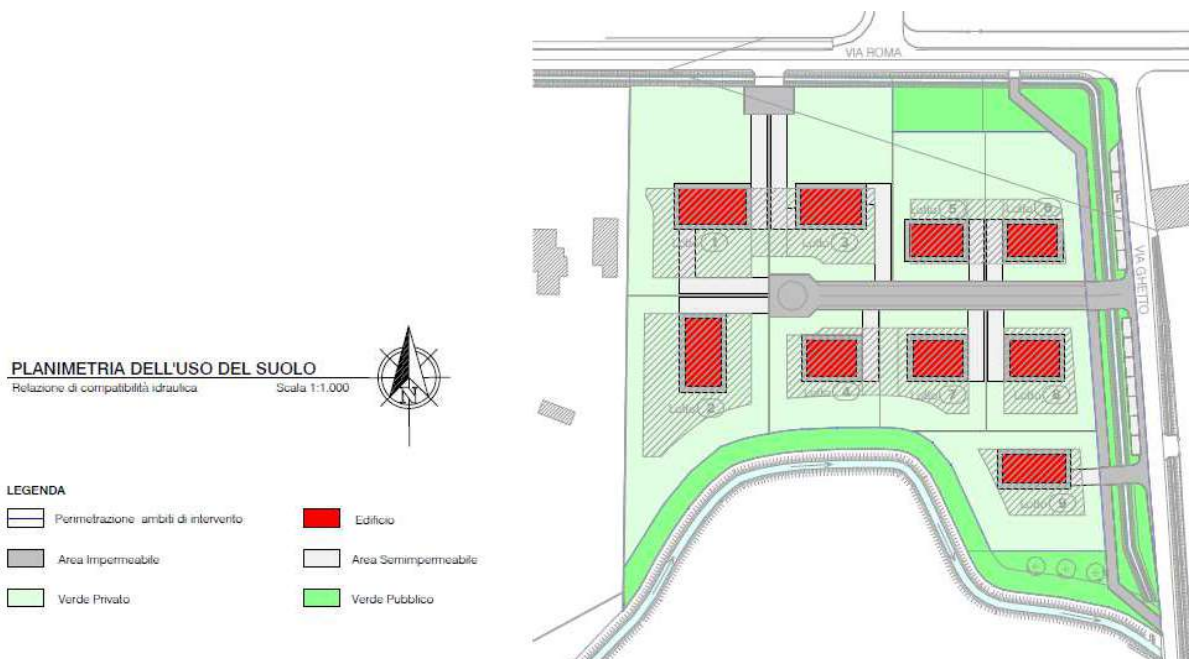 VIA ROMA
Lotto 5
Lotto 6
P
Lotto 1
Lotto 3
VIA GHETTO
PLANIMETRIA DELL'USO DEL SUOLO
Relazione di compatibilità idraulica Scala 1:1.000
N
Lotto 2
Lotto 4
Lotto 7
Lotto 8
LEGENDA
Perimetrazione ambiti di intervento
Edificio
Lotto 9
Area Impermeabile
Area Semimpermeabile
Verde Privato
Verde Pubblico